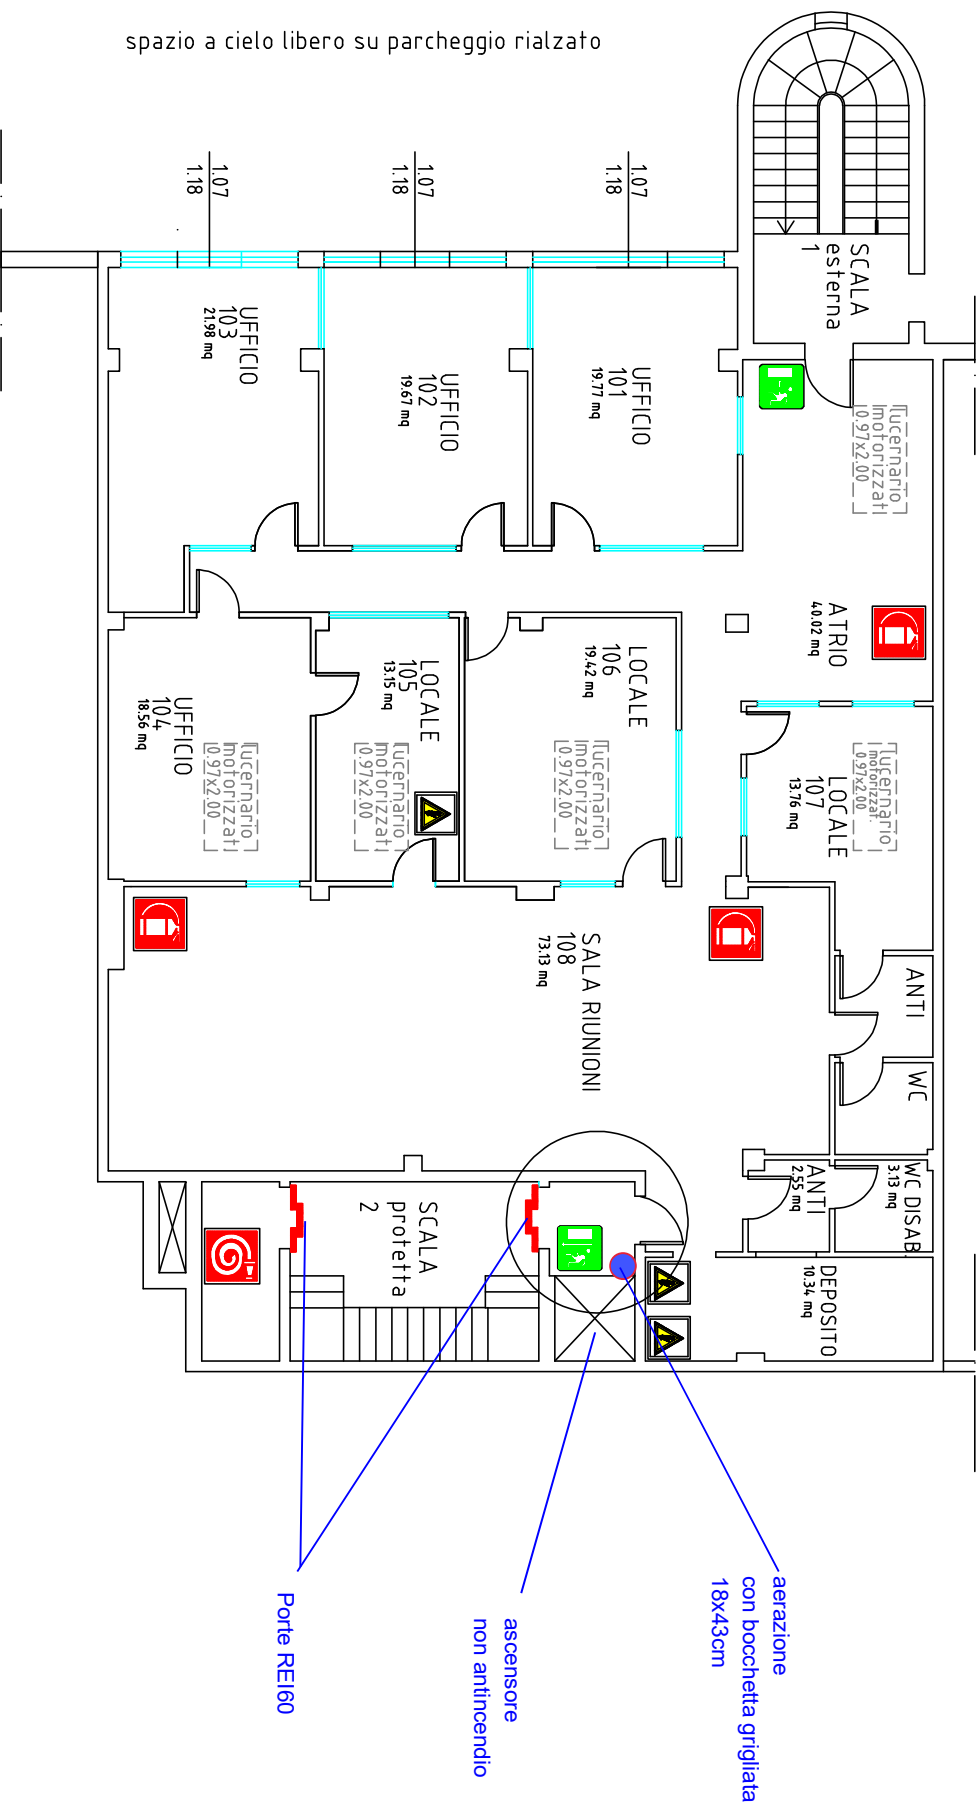 spazio a cielo libero su parcheggio rialzato
1.07
1.18
1.07
1.18
1.07
1.18
SCALA
esterna
1
UFFICIO
103
21.98 mq
UFFICIO
102
19.67 mq
UFFICIO
101
19.77 mq
lucernario
motorizzat
0.97x2.00
ATRIO
40.02 mq
UFFICIO
104
18.56 mq
lucernario
motorizzat
0.97x2.00
LOCALE
105
13.15 mq
lucernario
motorizzat
0.97x2.00
LOCALE
106
19.42 mq
lucernario
motorizzat
0.97x2.00
LOCALE
107
13.76 mq
lucernario
motorizzat.
0.97x2.00
SALA RIUNIONI
108
73.13 mq
ANTI
WC
WC DISAB.
3.13 mq
ANTI
2.55 mq
DEPOSITO
10.34 mq
SCALA
protetta
2
aerazione
con bocchetta grigliata
18x43cm
ascensore
non antincendio
Porte REI60